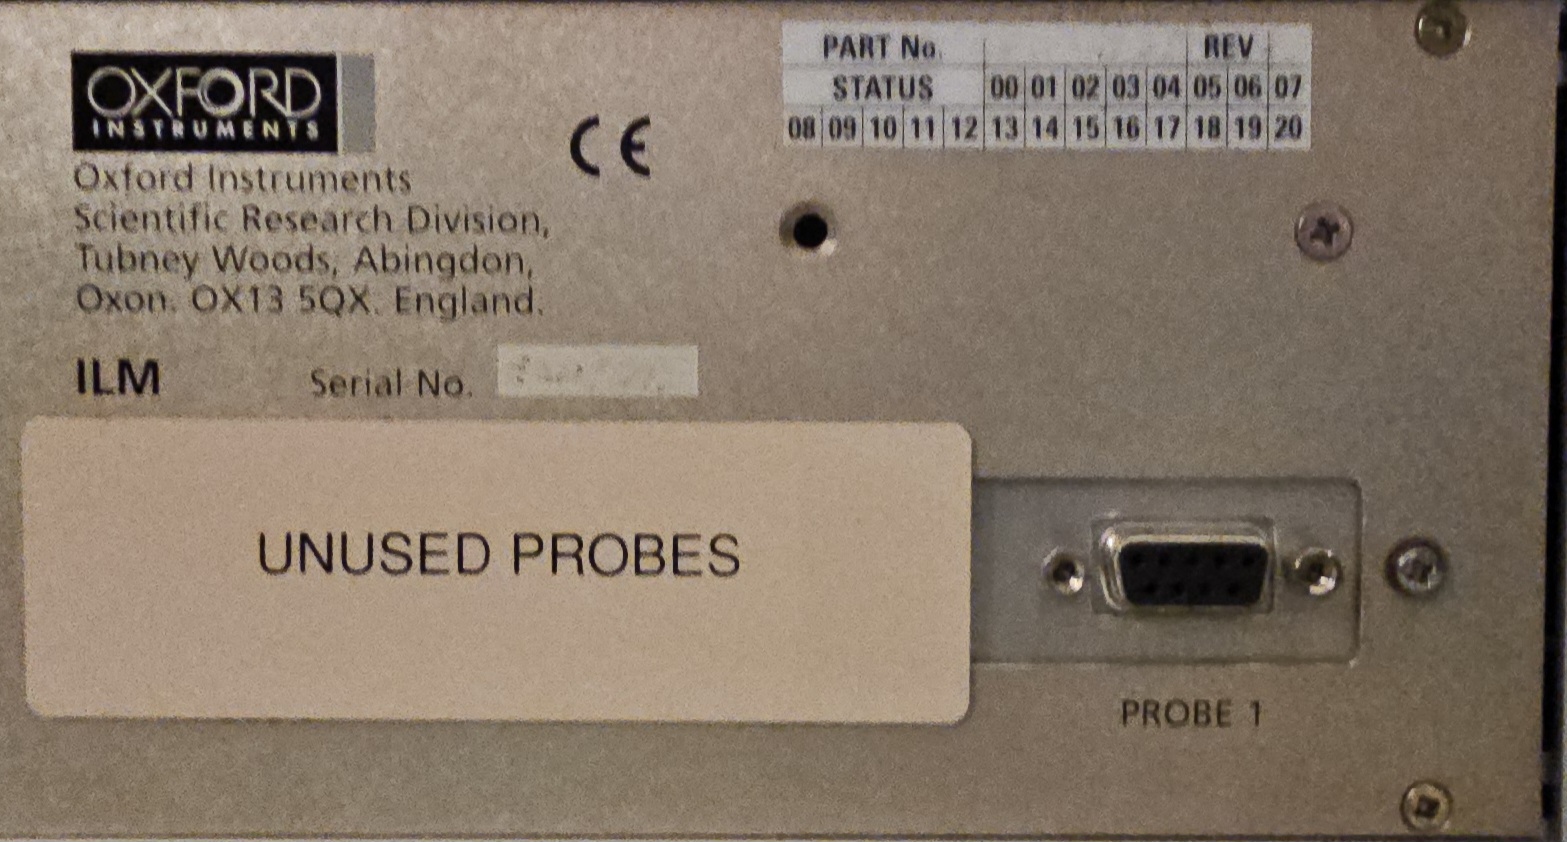 OXFORD
INSTRUMENTS
Oxford Instruments
Scientific Research Division,
Tubney Woods, Abingdon,
Oxon. OX13 5QX. England.
CE
ILM
Serial No.
PART No. REV
STATUS 00 01 02 03 04 05 06 07
08 09 10 11 12 13 14 15 16 17 18 19 20
UNUSED PROBES
PROBE 1